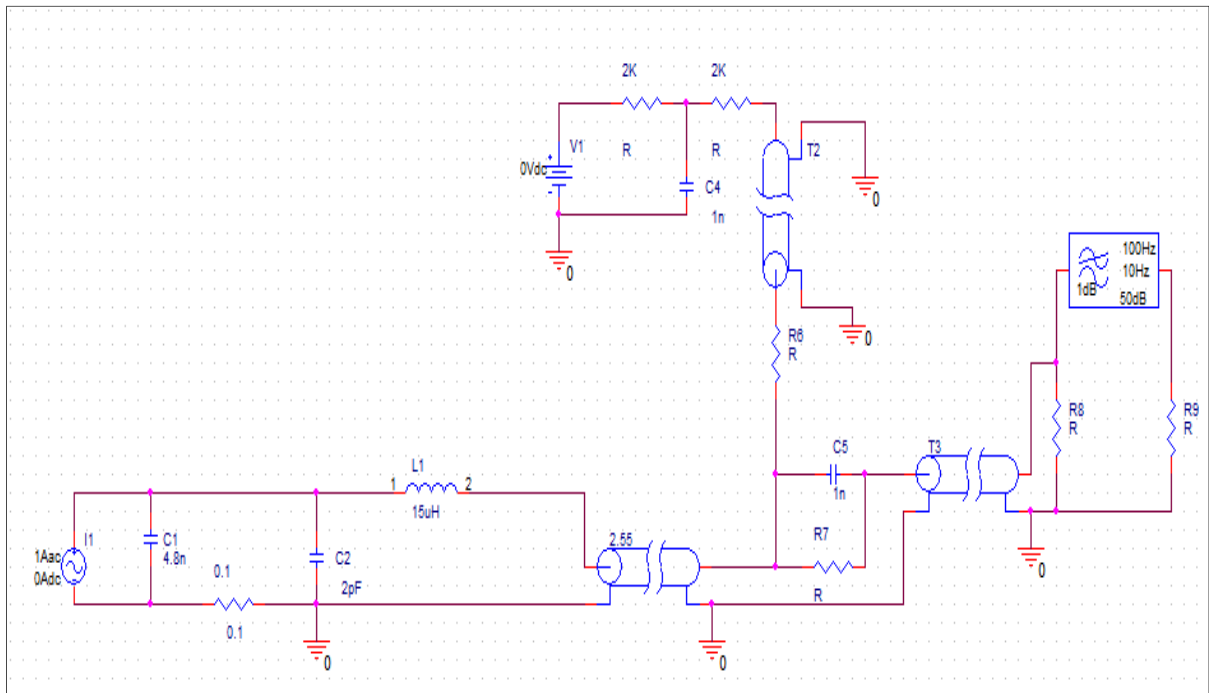 2K 2K
V1
0Vdc
+
-
R R
C4
1n
T2
0
0
0
100Hz
10Hz
1dB
50dB
R6
R
R8
R
R9
R
C5
1n
T3
L1
1 2
15uH
I1
1Aac
0Adc
C1
4.8n
0.1
0.1
C2
2pF
2.55
R7
R
0
0
0